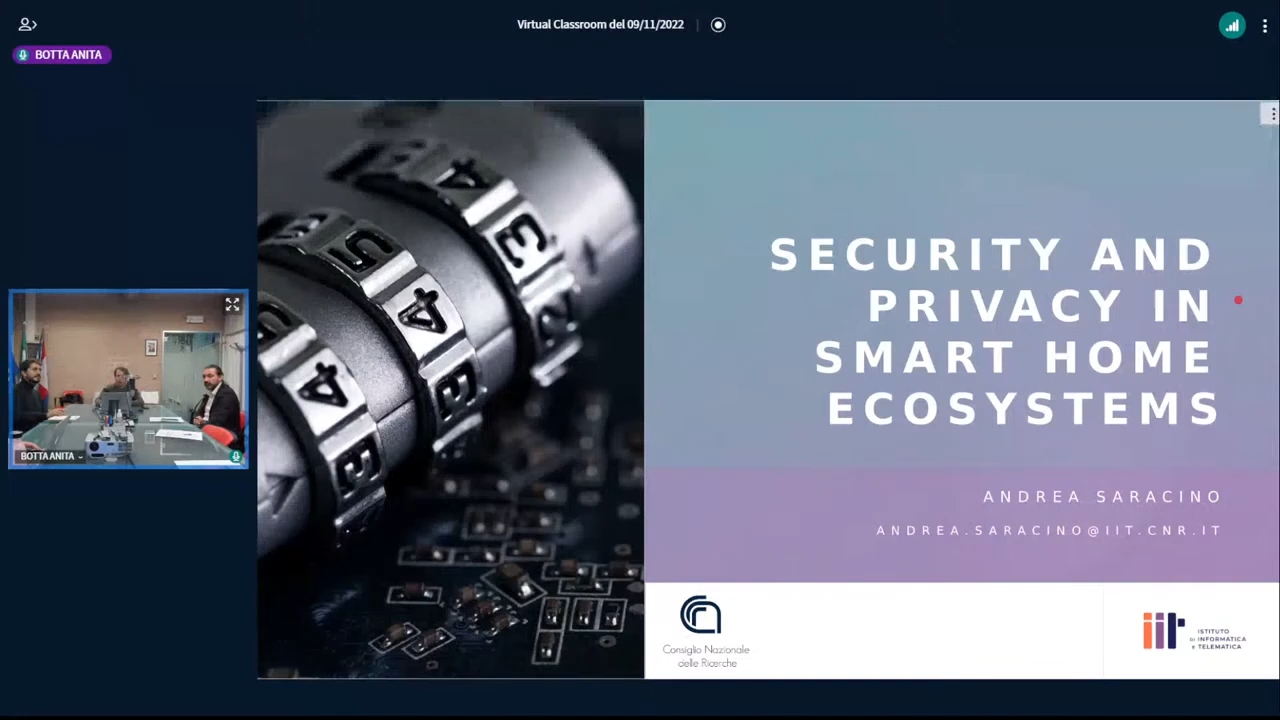 Virtual Classroom del 09/11/2022
BOTTA ANITA
SECURITY AND
PRIVACY IN
SMART HOME
ECOSYSTEMS
ANDREA SARACINO
ANDREA.SARACINO@IIT.CNR.IT
BOTTA ANITA
Consiglio Nazionale
delle Ricerche
iit
ISTITUTO
DI INFORMATICA
E TELEMATICA